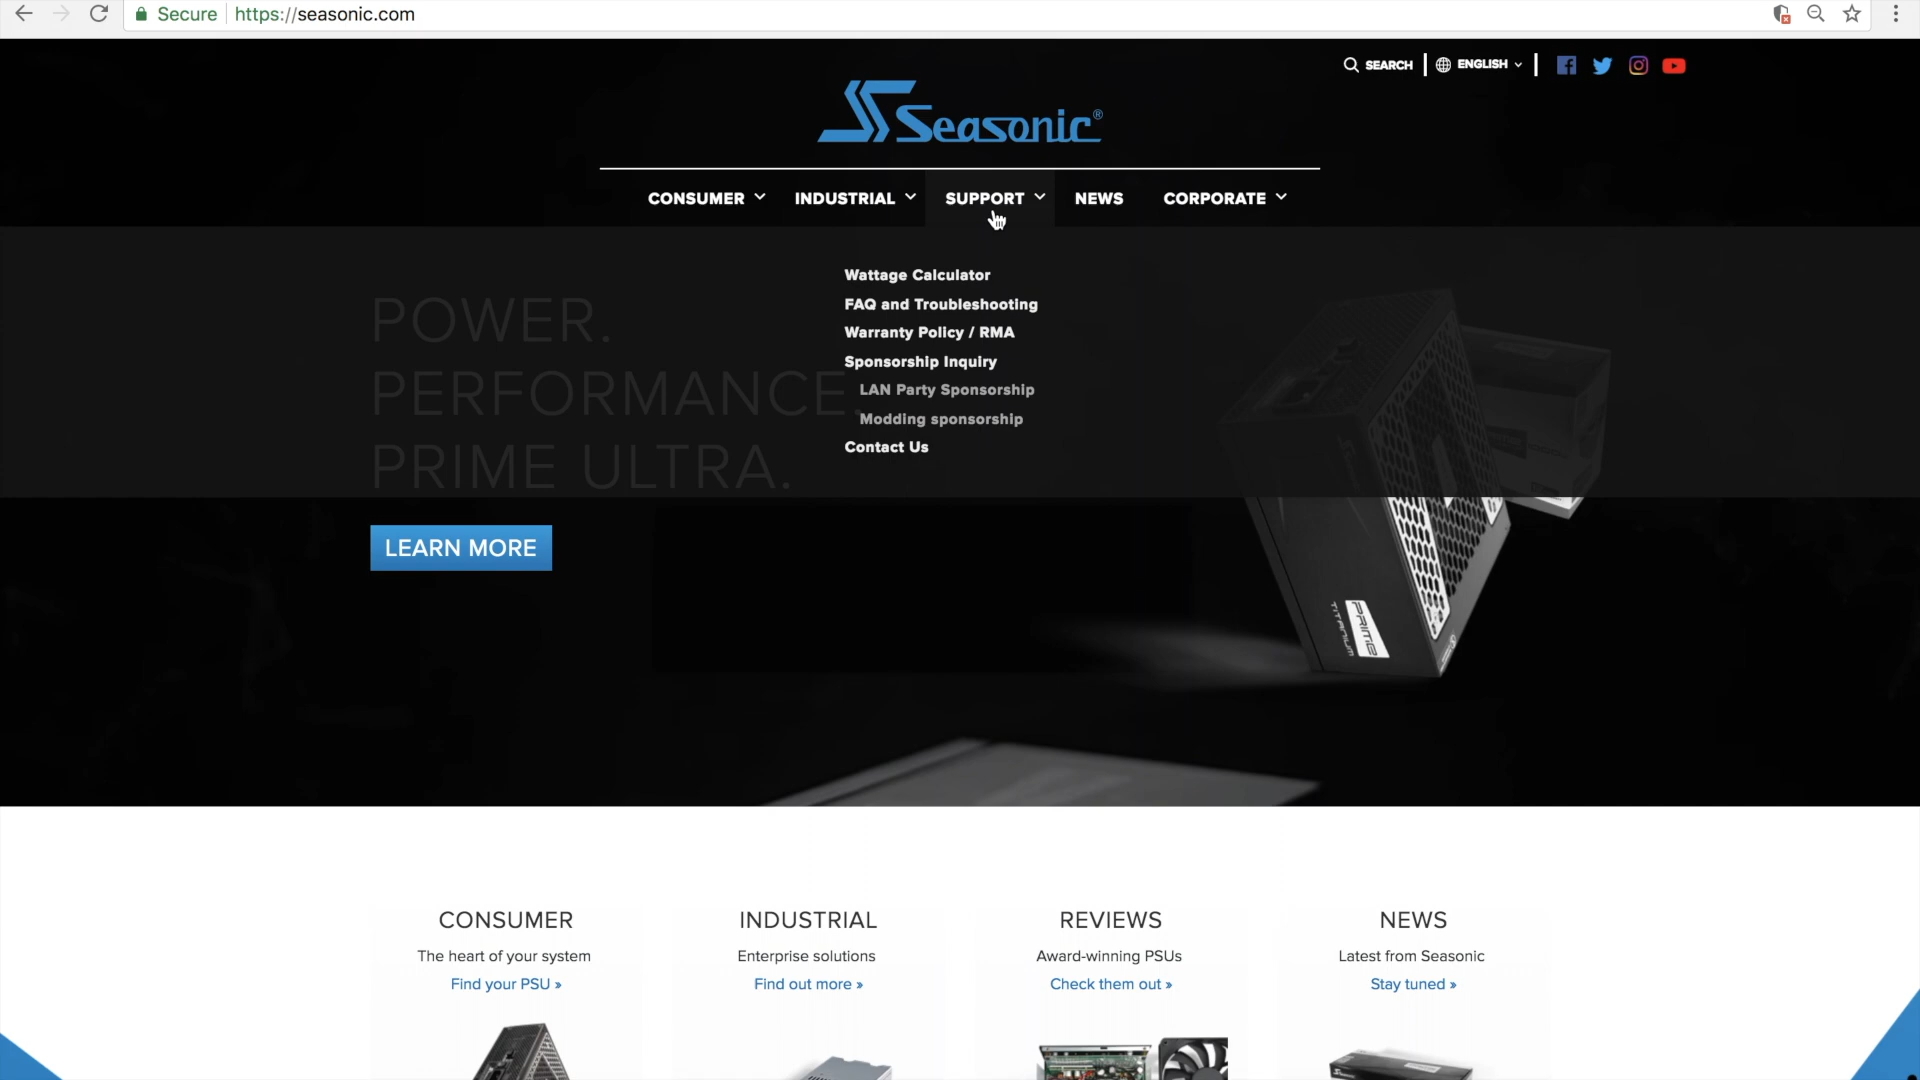 Secure https://seasonic.com
SEARCH ENGLISH
Seasonic®
CONSUMER INDUSTRIAL SUPPORT NEWS CORPORATE
Wattage Calculator
FAQ and Troubleshooting
Warranty Policy / RMA
Sponsorship Inquiry
LAN Party Sponsorship
Modding sponsorship
Contact Us
POWER.
PERFORMANCE.
PRIME ULTRA.
LEARN MORE
PRIME
TITANIUM
CONSUMER
The heart of your system
Find your PSU »
INDUSTRIAL
Enterprise solutions
Find out more »
REVIEWS
Award-winning PSUs
Check them out »
NEWS
Latest from Seasonic
Stay tuned »